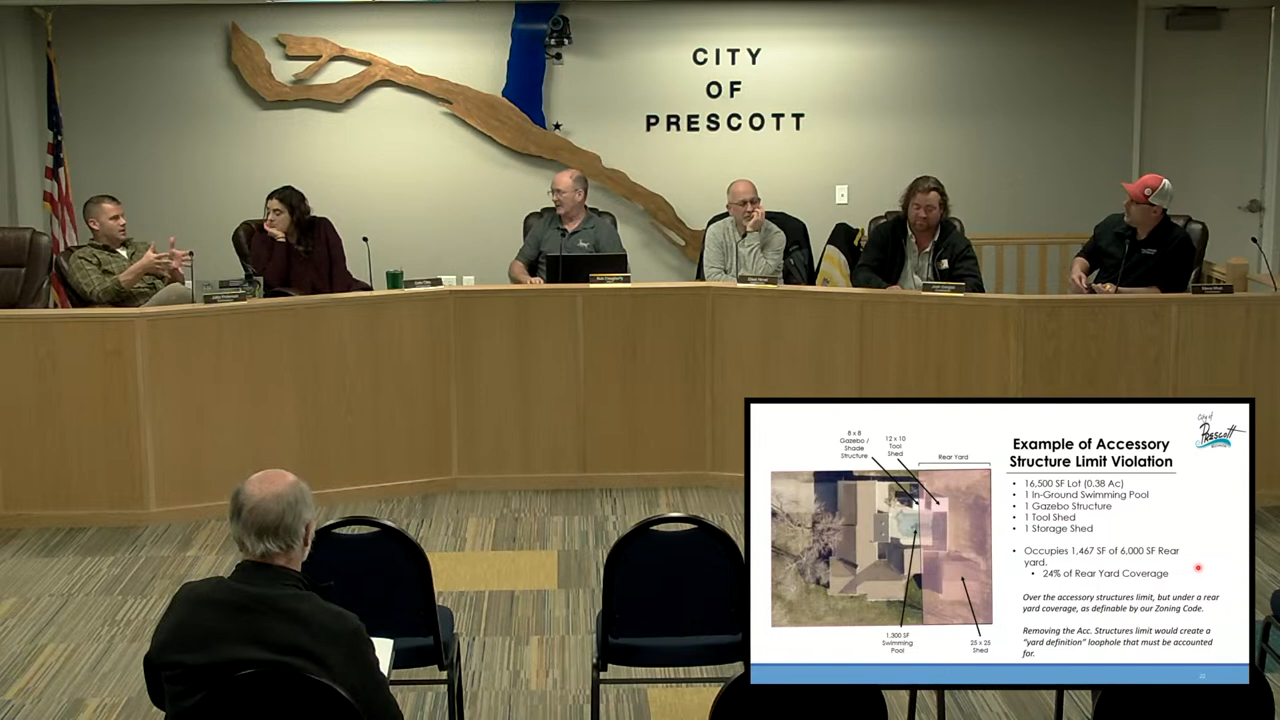 CITY
OF
PRESCOTT
City of
Prescott
Example of Accessory
Structure Limit Violation
8 x 8
Gazebo /
Shade
Structure
12 x 10
Tool
Shed
Rear Yard
• 16,500 SF Lot (0.38 Ac)
• 1 In-Ground Swimming Pool
• 1 Gazebo Structure
• 1 Tool Shed
• 1 Storage Shed
• Occupies 1,467 SF of 6,000 SF Rear
yard.
• 24% of Rear Yard Coverage
Over the accessory structures limit, but under a rear
yard coverage, as definable by our Zoning Code.
Removing the Acc. Structures limit would create a
"yard definition" loophole that must be accounted
for.
1,300 SF
Swimming
Pool
25 x 25
Shed